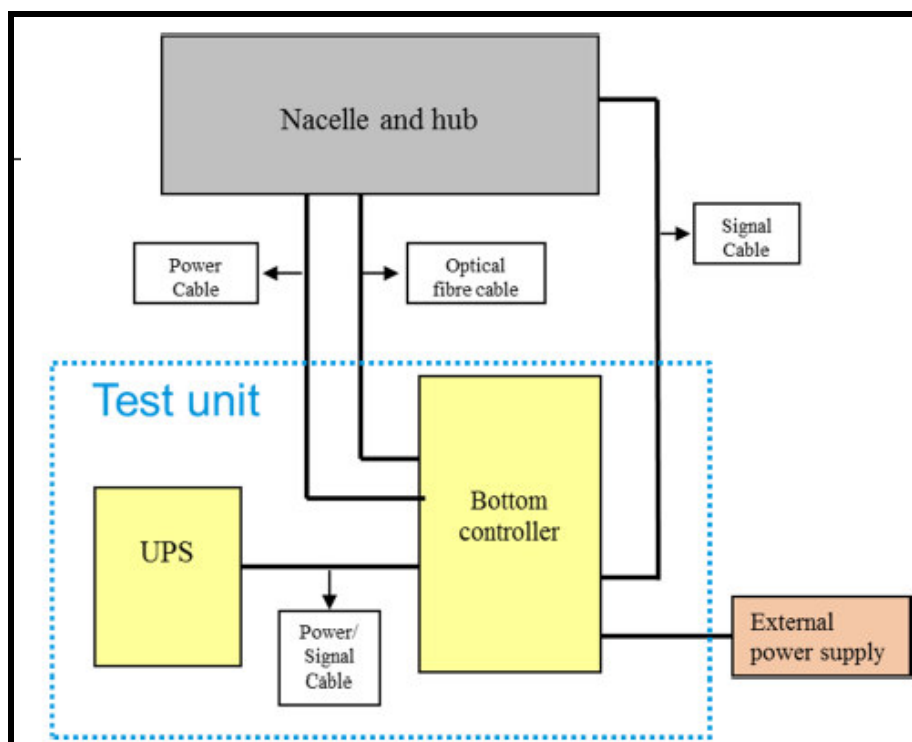 Nacelle and hub
Power
Cable
Optical
fibre cable
Signal
Cable
Test unit
UPS
Bottom
controller
Power/
Signal
Cable
External
power supply